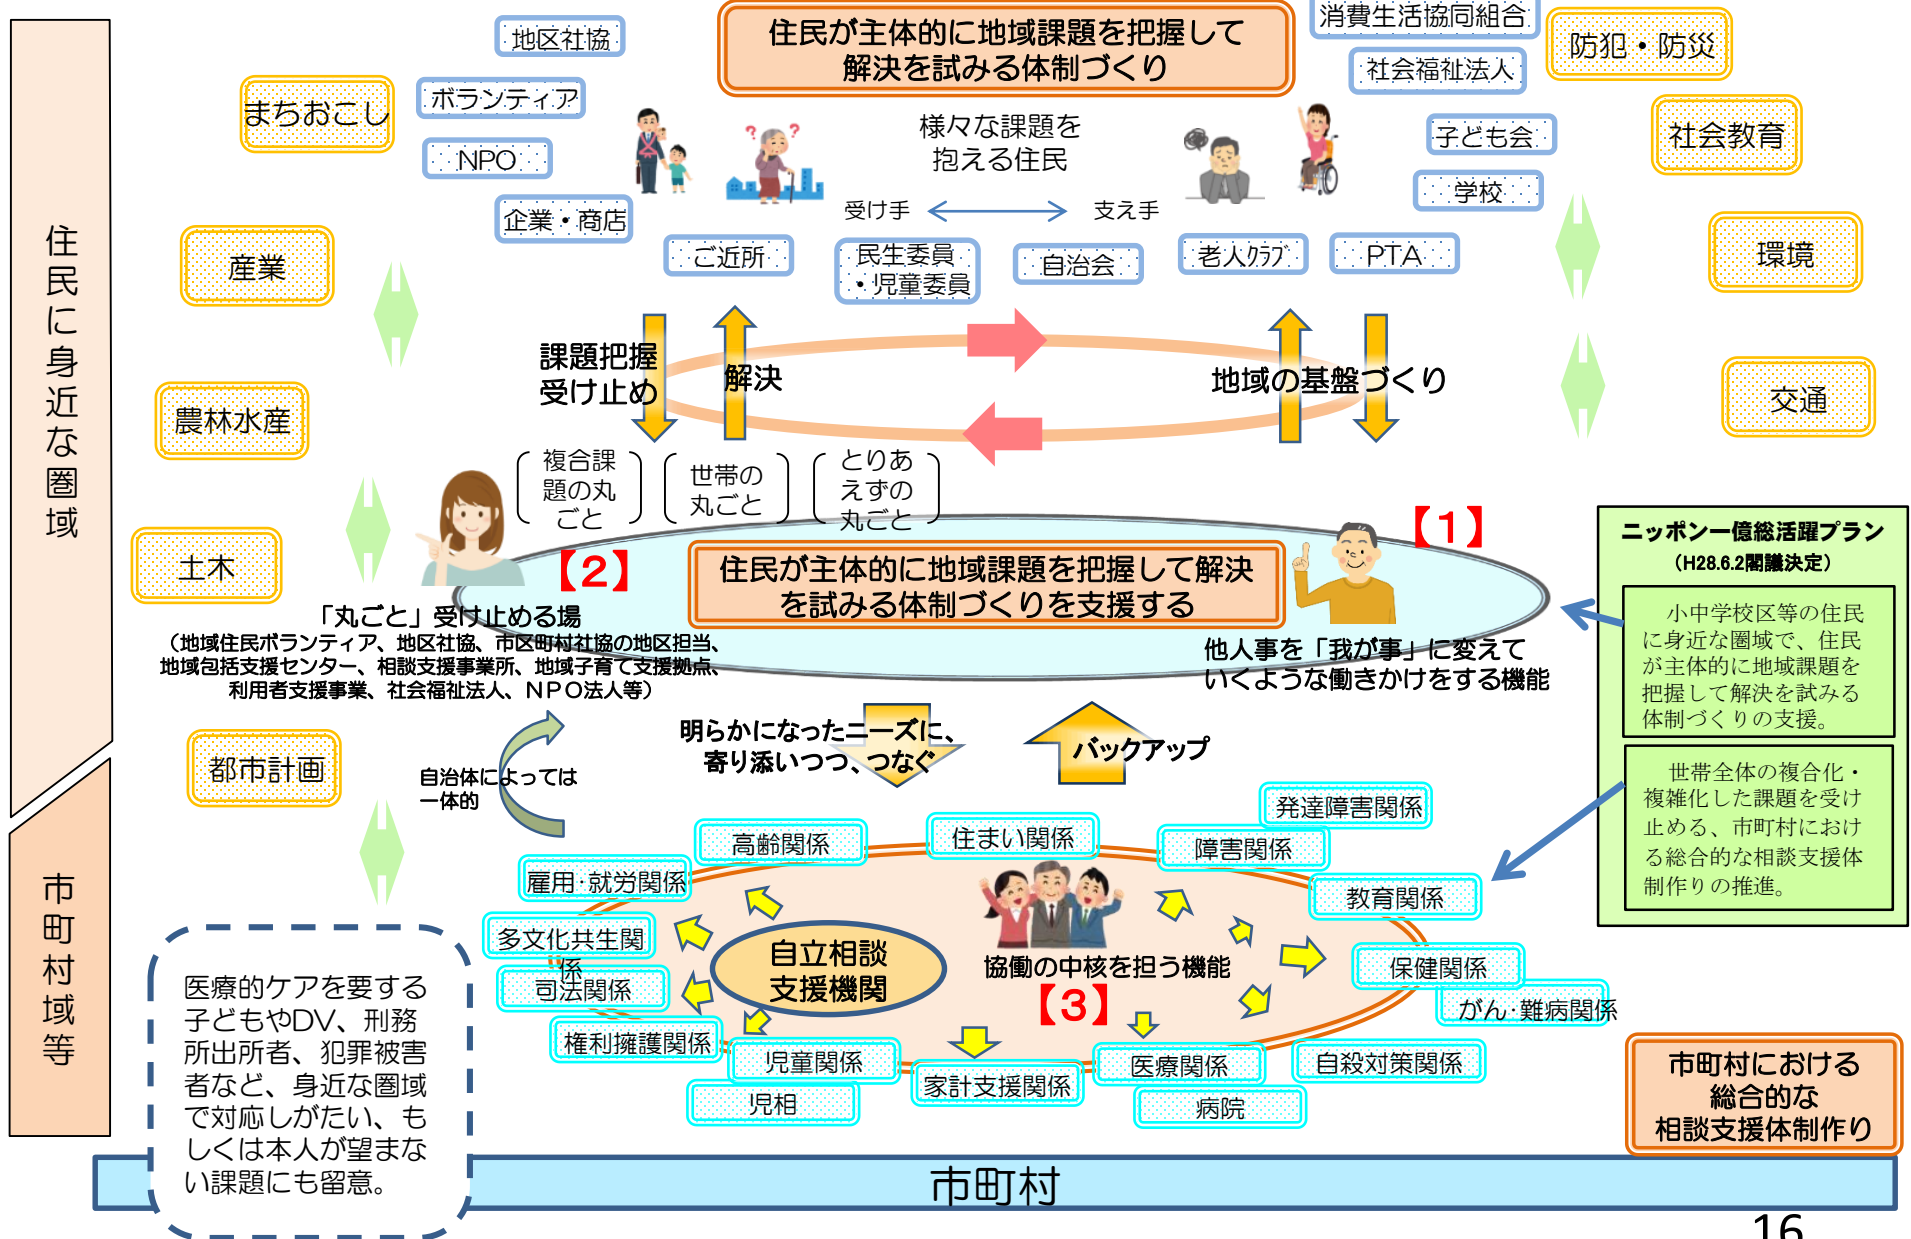 住民に身近な圏域
市町村域等
住民が主体的に地域課題を把握して
解決を試みる体制づくり
地区社協
ボランティア
NPO
企業・商店
まちおこし
産業
農林水産
土木
都市計画
消費生活協同組合
社会福祉法人
子ども会
学校
防犯・防災
社会教育
環境
交通
様々な課題を
抱える住民
受け手
支え手
ご近所
民生委員
・児童委員
自治会
老人クラブ
PTA
課題把握
受け止め
解決
地域の基盤づくり
複合課
題の丸
ごと
世帯の
丸ごと
とりあ
えずの
丸ごと
【1】
【2】
住民が主体的に地域課題を把握して解決
を試みる体制づくりを支援する
「丸ごと」受け止める場
（地域住民ボランティア、地区社協、市区町村社協の地区担当、
地域包括支援センター、相談支援事業所、地域子育て支援拠点、
利用者支援事業、社会福祉法人、NPO法人等）
他人事を「我が事」に変えて
いくような働きかけをする機能
ニッポン一億総活躍プラン
（H28.6.2閣議決定）
小中学校区等の住民
に身近な圏域で、住民
が主体的に地域課題を
把握して解決を試みる
体制づくりの支援。
世帯全体の複合化・
複雑化した課題を受け
止める、市町村におけ
る総合的な相談支援体
制作りの推進。
明らかになったニーズに、
寄り添いつつ、つなぐ
バックアップ
自治体によっては
一体的
高齢関係
住まい関係
発達障害関係
障害関係
雇用・就労関係
教育関係
多文化共生関
係
司法関係
保健関係
がん・難病関係
権利擁護関係
児童関係
児相
家計支援関係
医療関係
病院
自殺対策関係
自立相談
支援機関
協働の中核を担う機能
【3】
医療的ケアを要する
子どもやDV、刑務
所出所者、犯罪被害
者など、身近な圏域
で対応しがたい、も
しくは本人が望まな
い課題にも留意。
市町村における
総合的な
相談支援体制作り
市町村
16